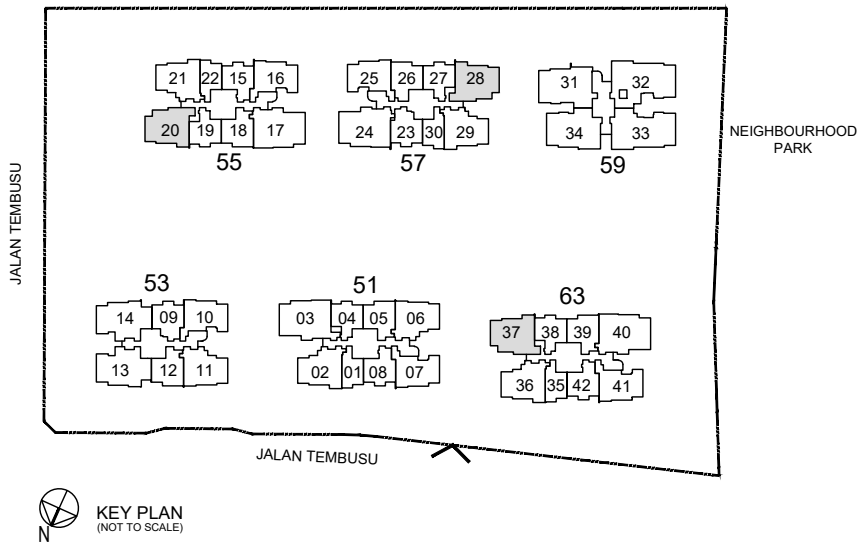 21 22 15 16
25 26 27 28
31 32
20 19 18 17
24 23 30 29
34 33
55
57
59
NEIGHBOURHOOD
PARK
JALAN TEMBUSU
53
51
63
14 09 10
03 04 05 06
37 38 39 40
13 12 11
02 01 08 07
36 35 42 41
JALAN TEMBUSU
N
KEY PLAN
(NOT TO SCALE)